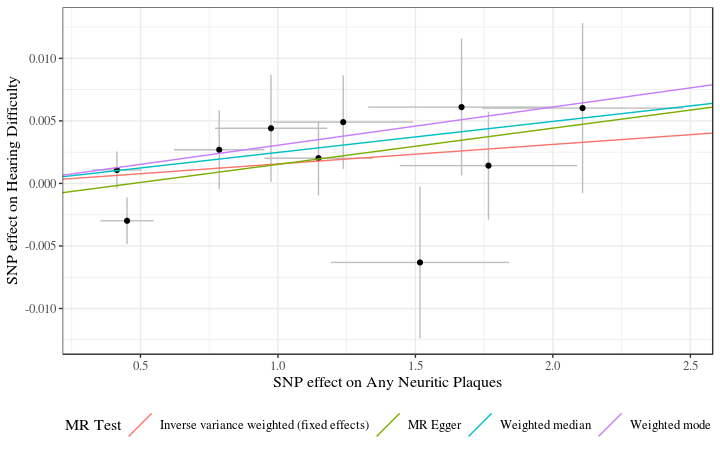 SNP effect on Hearing Difficulty
0.010
0.005
0.000
-0.005
-0.010
0.5 1.0 1.5 2.0 2.5
SNP effect on Any Neuritic Plaques
MR Test Inverse variance weighted (fixed effects) MR Egger Weighted median Weighted mode